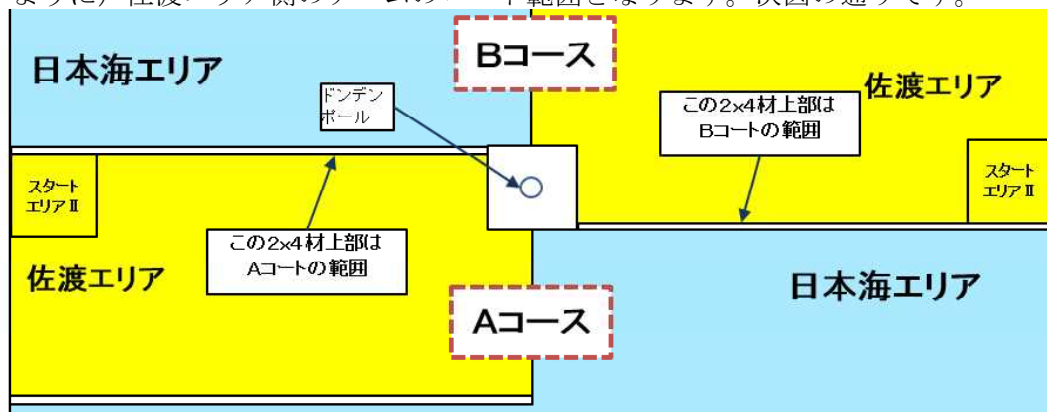 Bコース
日本海エリア
佐渡エリア
ドンデン
ポール
この2x4材上部は
Bコートの範囲
スタート
エリアⅡ
スタート
エリアⅡ
この2x4材上部は
Aコートの範囲
佐渡エリア
日本海エリア
Aコース